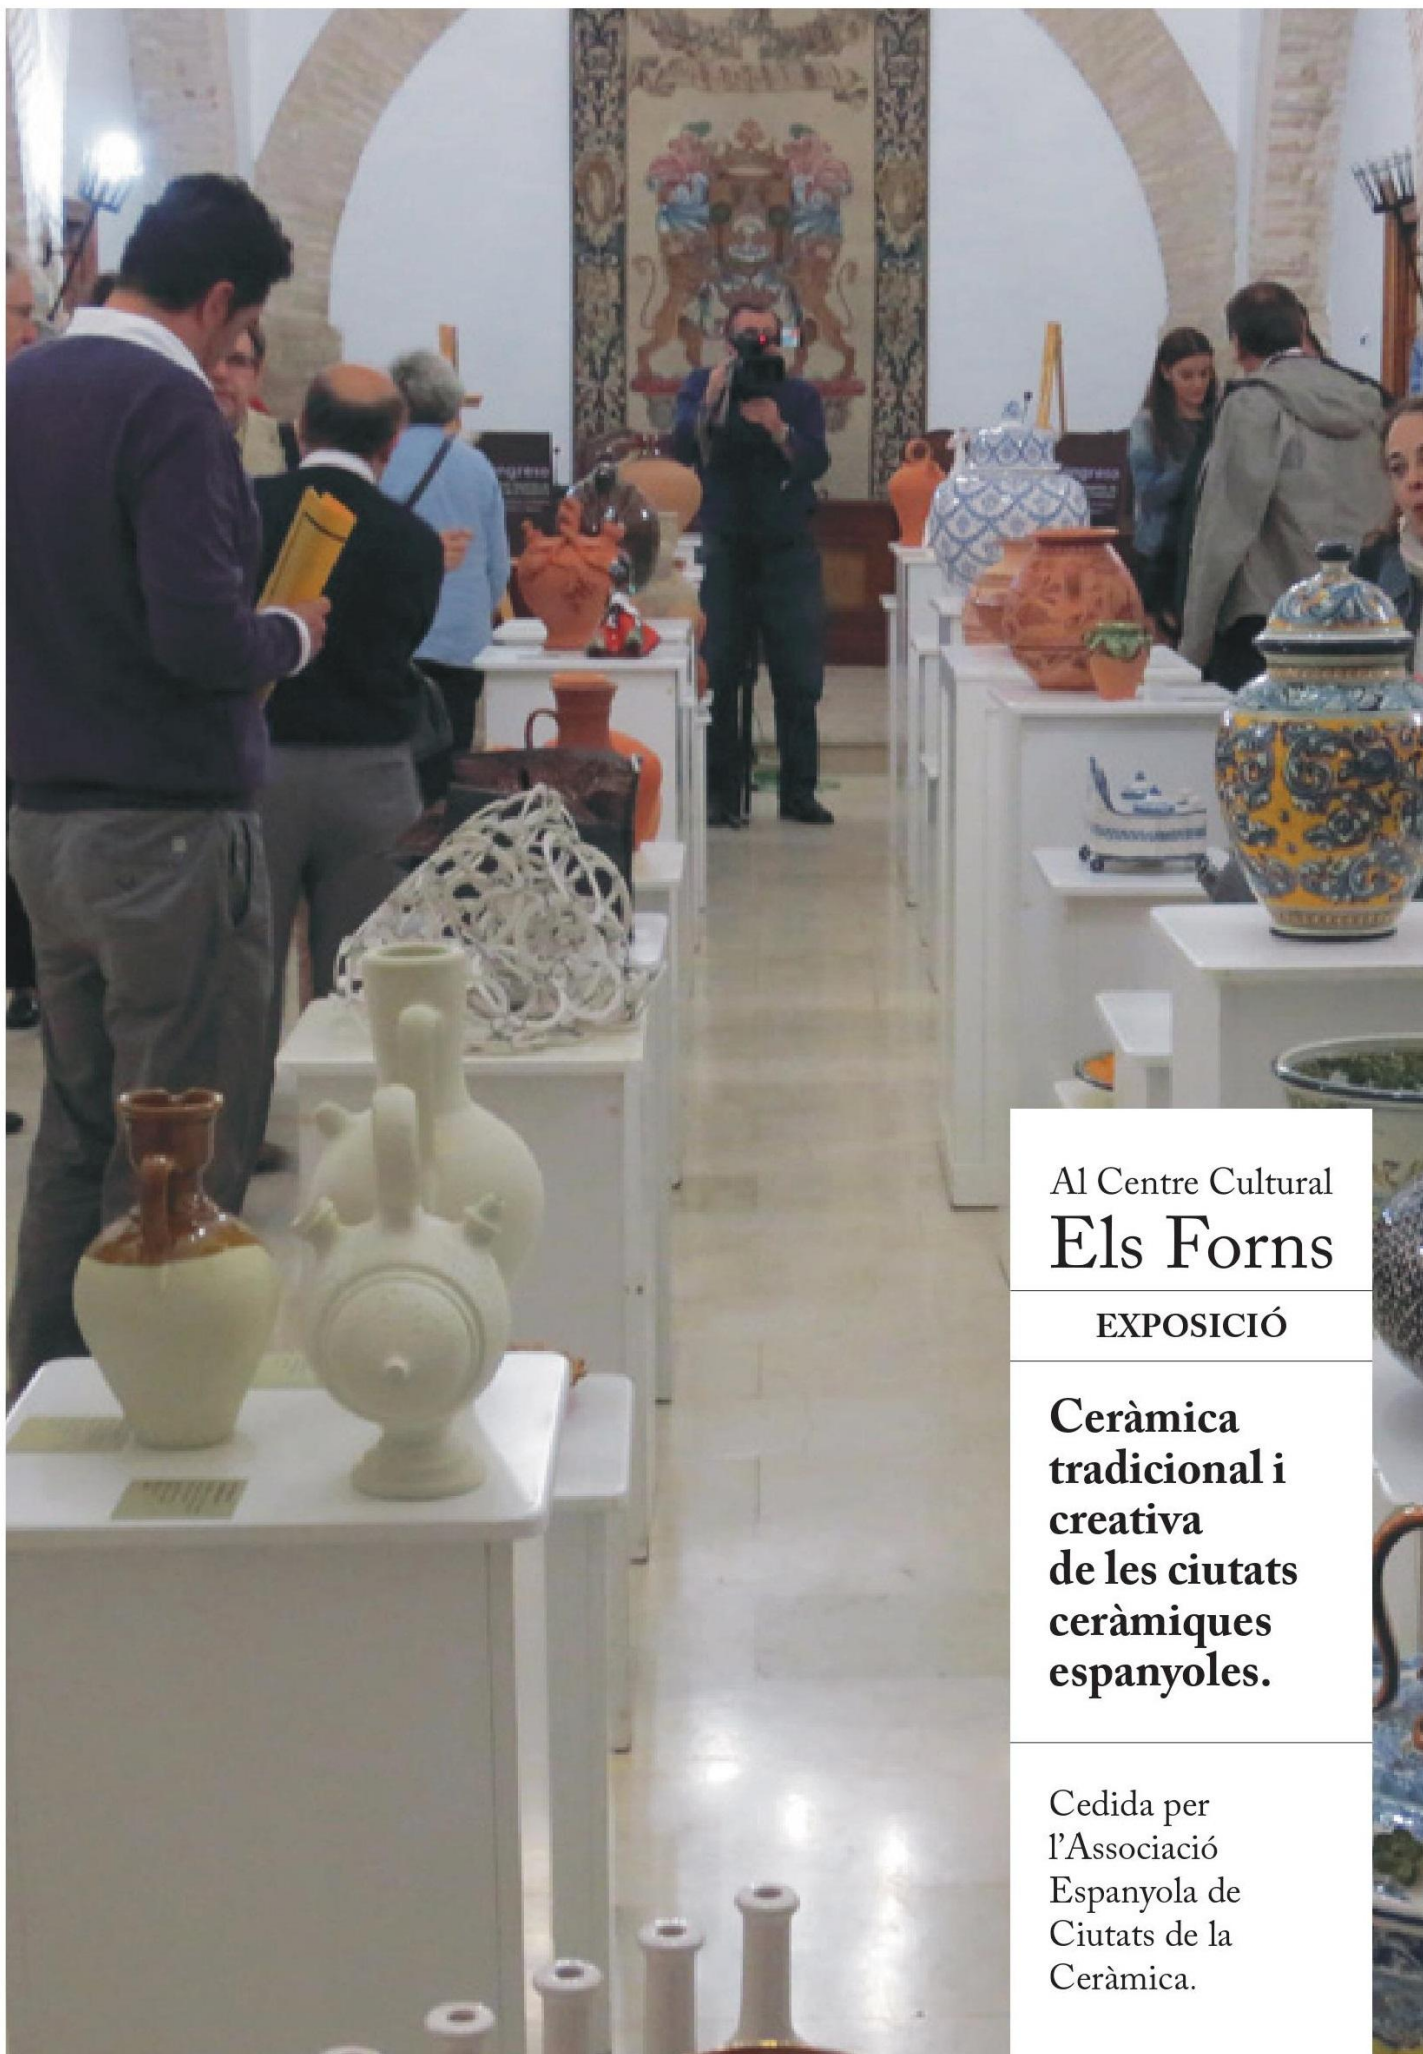 Al Centre Cultural
Els Forns
EXPOSICIÓ
Ceràmica
tradicional i
creativa
de les ciutats
ceràmiques
espanyoles.
Cedida per
l'Associació
Espanyola de
Ciutats de la
Ceràmica.